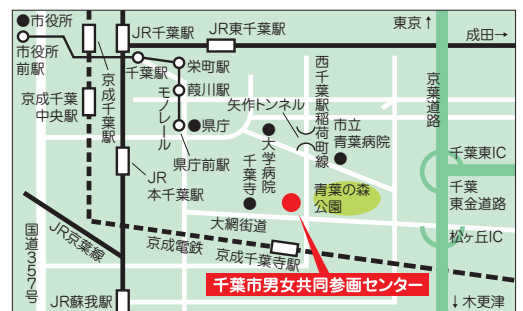 市役所
JR千葉駅
JR東千葉駅
東京↑
成田→
市役所
前駅
千葉駅
栄町駅
京成千葉駅
葭川駅
モノレール
西千葉駅稲荷町線
京葉道路
京成千葉
中央駅
矢作トンネル
県庁
市立
青葉病院
大学病院
県庁前駅
千葉寺
千葉東IC
JR
本千葉駅
青葉の森
公園
千葉
東金道路
大網街道
松ヶ丘IC
国道357号
JR京葉線
京成電鉄
京成千葉寺駅
千葉市男女共同参画センター
JR蘇我駅
↓木更津